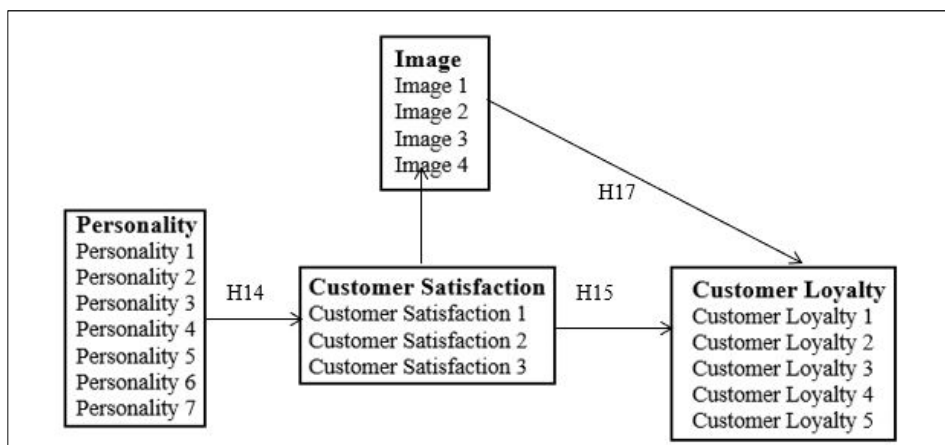 Image
Image 1
Image 2
Image 3
Image 4
H17
Personality
Personality 1
Personality 2
Personality 3
Personality 4
Personality 5
Personality 6
Personality 7
H14
Customer Satisfaction
Customer Satisfaction 1
Customer Satisfaction 2
Customer Satisfaction 3
H15
Customer Loyalty
Customer Loyalty 1
Customer Loyalty 2
Customer Loyalty 3
Customer Loyalty 4
Customer Loyalty 5